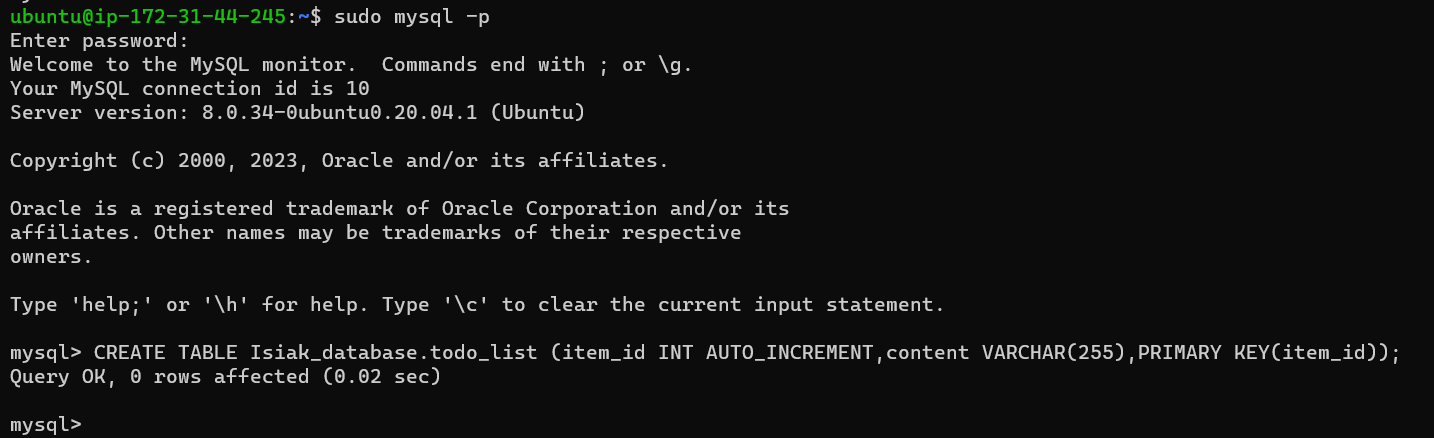 ubuntu@ip-172-31-44-245:~$ sudo mysql -p
Enter password:
Welcome to the MySQL monitor.  Commands end with ; or \g.
Your MySQL connection id is 10
Server version: 8.0.34-0ubuntu0.20.04.1 (Ubuntu)

Copyright (c) 2000, 2023, Oracle and/or its affiliates.

Oracle is a registered trademark of Oracle Corporation and/or its
affiliates. Other names may be trademarks of their respective
owners.

Type 'help;' or '\h' for help. Type '\c' to clear the current input statement.

mysql> CREATE TABLE Isiak_database.todo_list (item_id INT AUTO_INCREMENT,content VARCHAR(255),PRIMARY KEY(item_id));
Query OK, 0 rows affected (0.02 sec)

mysql>